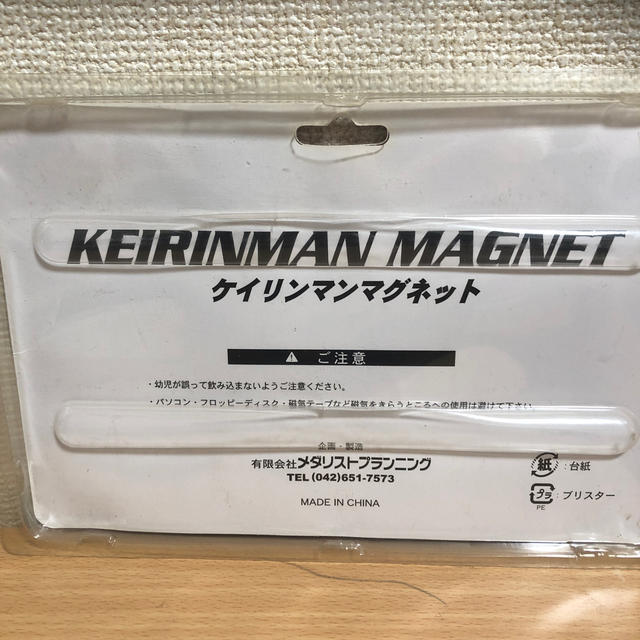 KEIRINMAN MAGNET
ケイリンマンマグネット
ご注意
・幼児が誤って飲み込まないようご注意ください。
・パソコン・フロッピーディスク・磁気テープなど磁気をきらうところへの使用は避けて下さい。
企画・製造
有限会社メダリストプランニング
TEL (042)651-7573
MADE IN CHINA
紙:台紙
プラ:ブリスター
PE